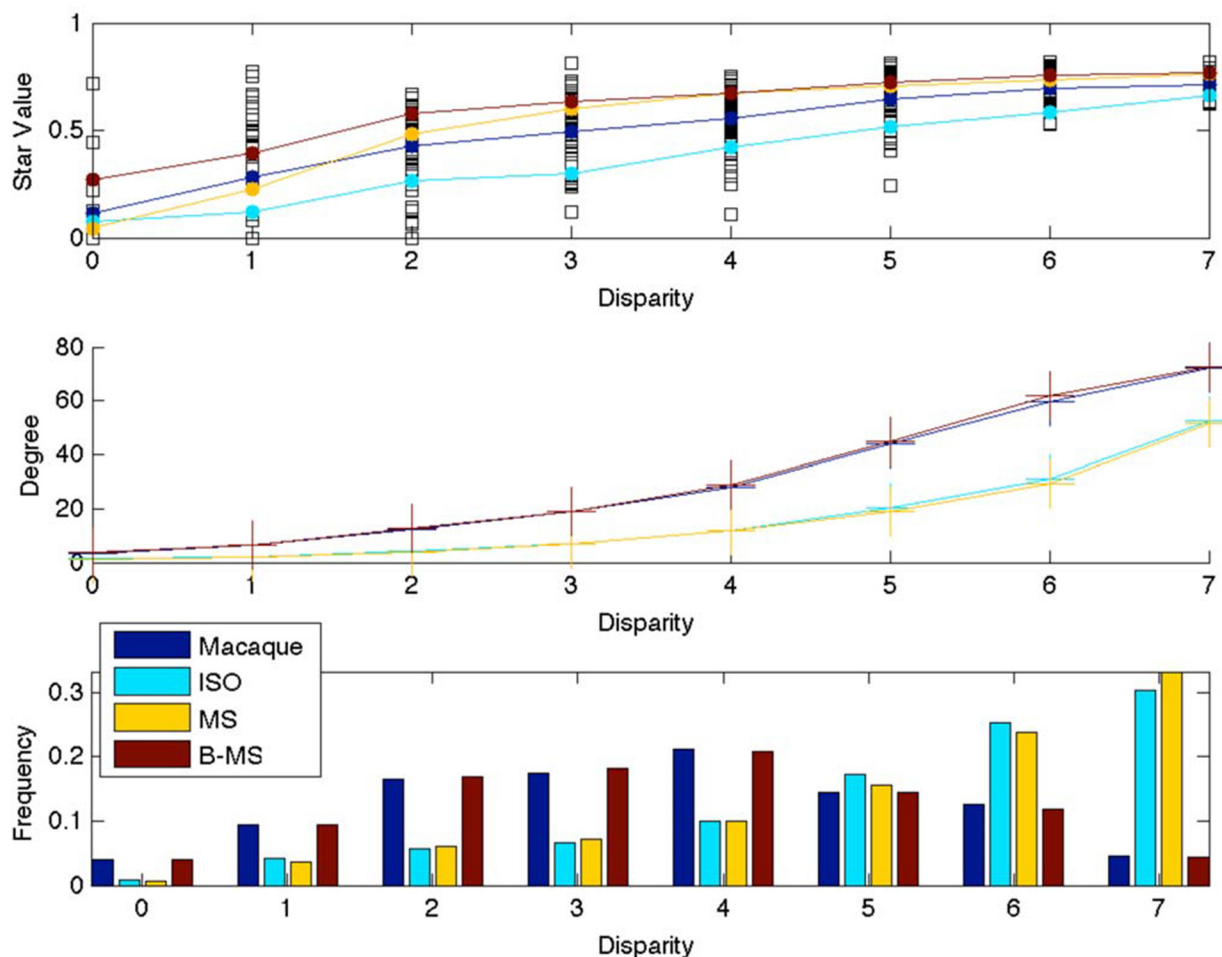 1
0.5
0
Star Value
0 1 2 3 4 5 6 7
Disparity
80
60
40
20
0
Degree
0 1 2 3 4 5 6 7
Disparity
Macaque
ISO
MS
B-MS
0.3
0.2
0.1
0
Frequency
0 1 2 3 4 5 6 7
Disparity